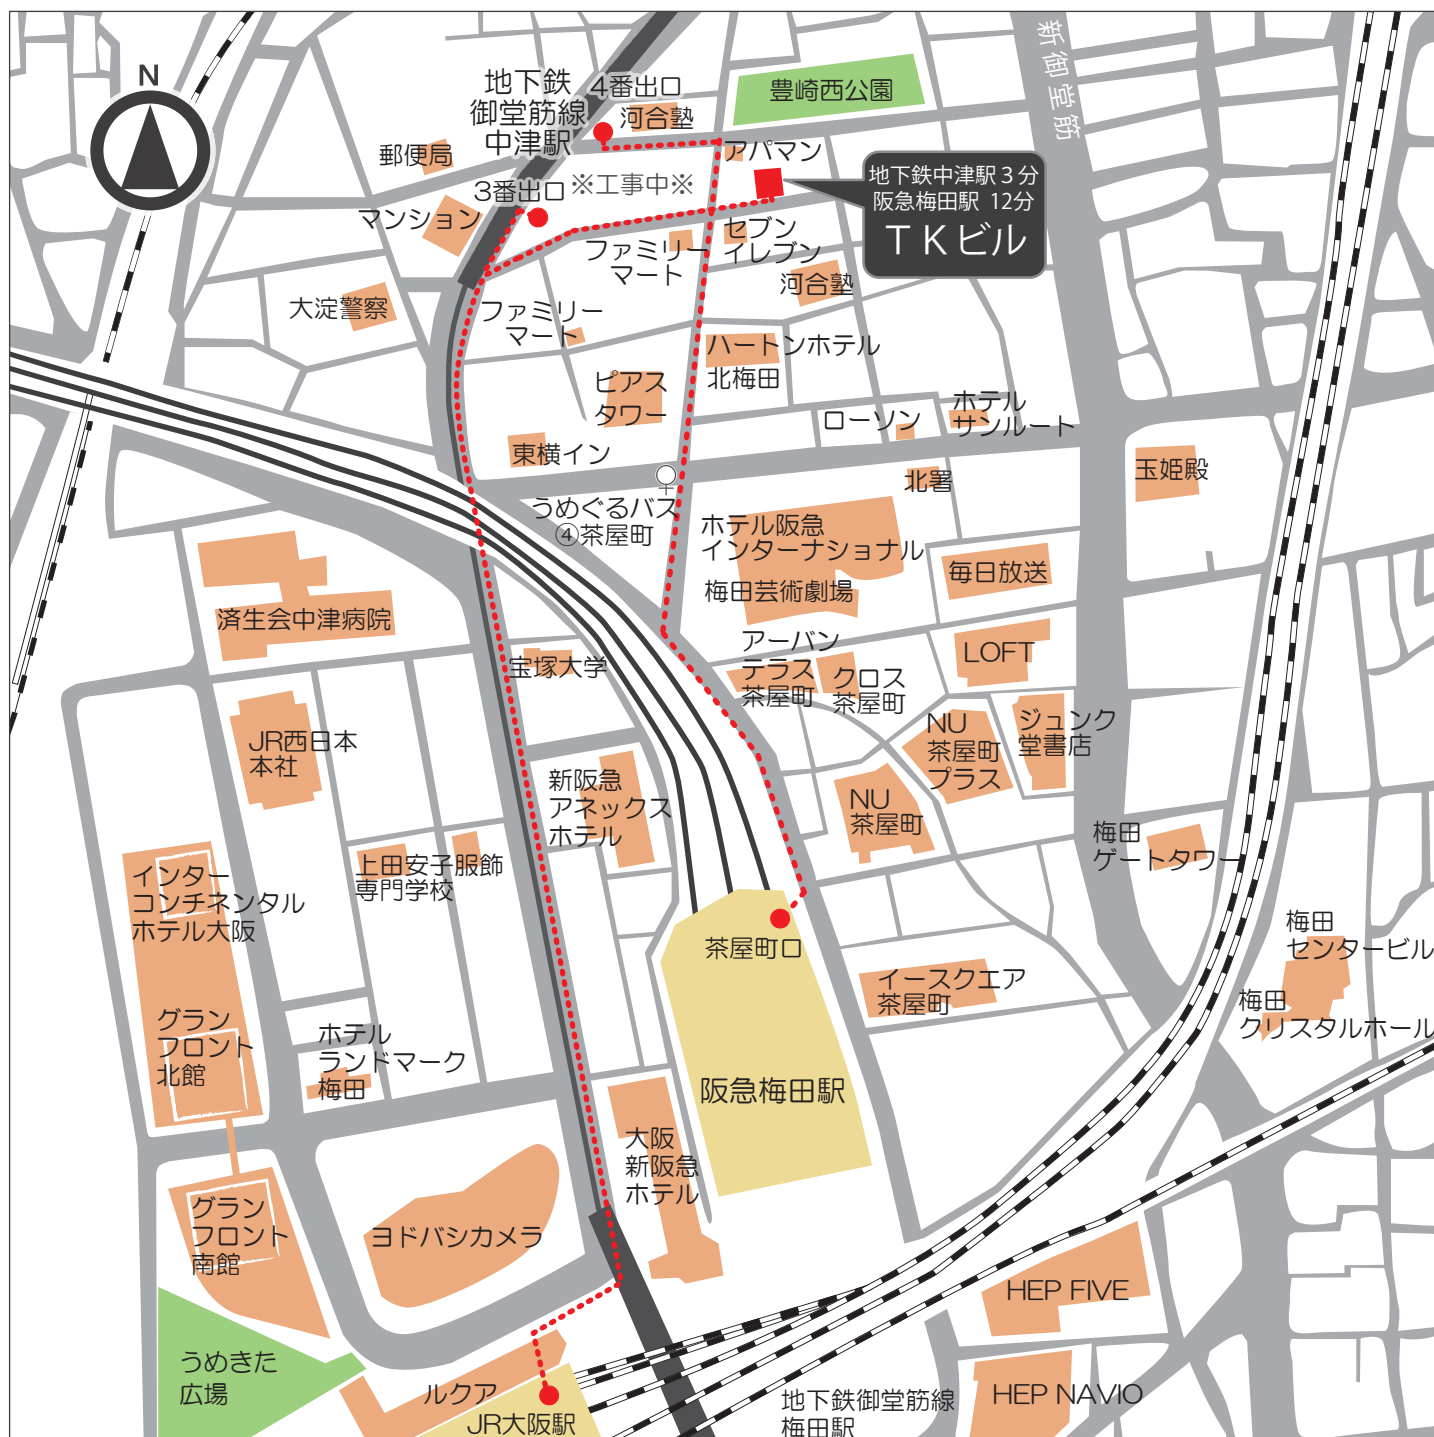 N
新御堂筋
地下鉄
御堂筋線
中津駅
4番出口
河合塾
豊崎西公園
郵便局
アパマン
※工事中※
3番出口
マンション
地下鉄中津駅3分
阪急梅田駅 12分
TKビル
セブン
イレブン
ファミリー
マート
河合塾
大淀警察
ファミリー
マート
ハートンホテル
北梅田
ピアス
タワー
ローソン
ホテル
サンルート
東横イン
北署
玉姫殿
うめぐるバス
④茶屋町
ホテル阪急
インターナショナル
梅田芸術劇場
毎日放送
済生会中津病院
宝塚大学
アーバン
テラス
茶屋町
クロス
茶屋町
LOFT
NU
茶屋町
プラス
ジュンク
堂書店
JR西日本
本社
新阪急
アネックス
ホテル
NU
茶屋町
梅田
ゲートタワー
上田安子服飾
専門学校
インター
コンチネンタル
ホテル大阪
茶屋町口
梅田
センタービル
イースクエア
茶屋町
梅田
クリスタルホール
グラン
フロント
北館
ホテル
ランドマーク
梅田
阪急梅田駅
大阪
新阪急
ホテル
グラン
フロント
南館
ヨドバシカメラ
HEP FIVE
うめきた
広場
ルクア
JR大阪駅
地下鉄御堂筋線
梅田駅
HEP NAVIO